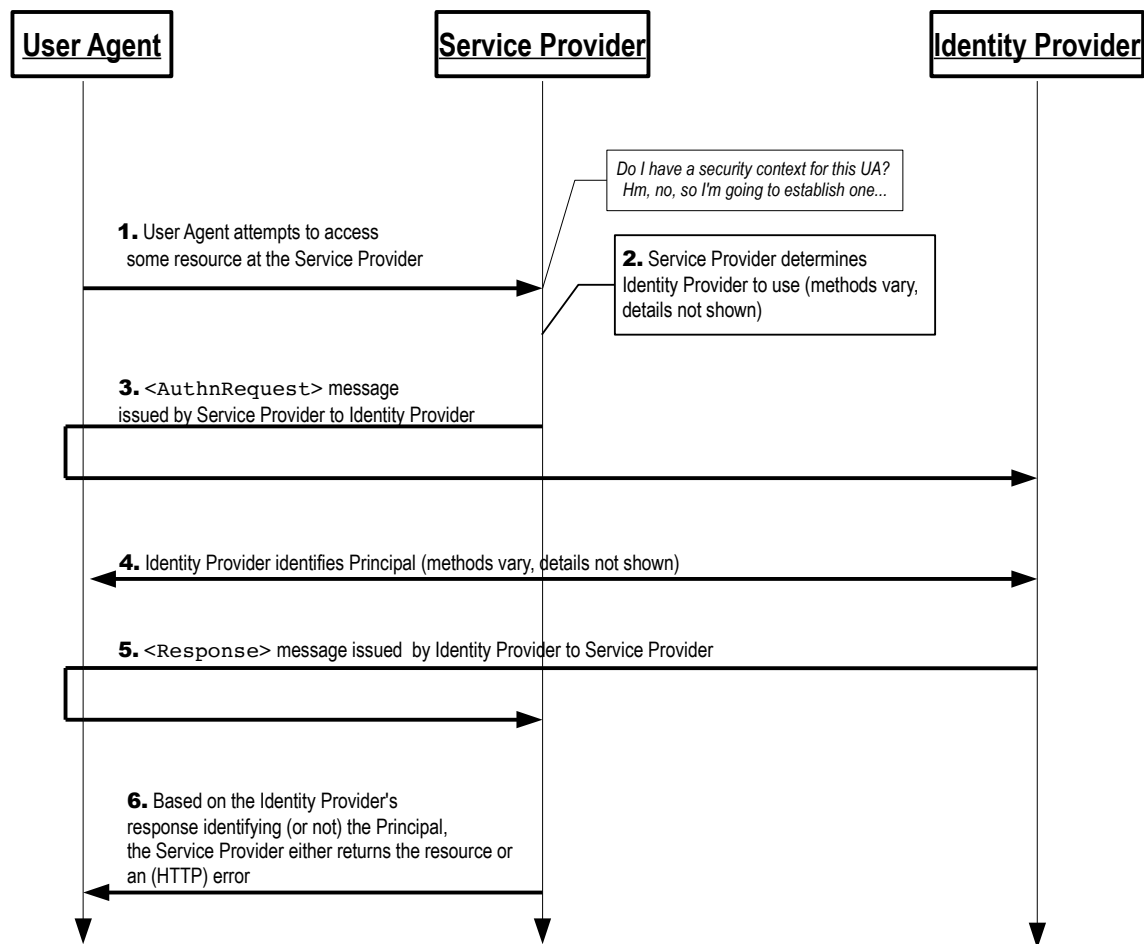 User Agent
Service Provider
Identity Provider
Do I have a security context for this UA?
Hm, no, so I'm going to establish one...
1. User Agent attempts to access
some resource at the Service Provider
2. Service Provider determines
Identity Provider to use (methods vary,
details not shown)
3. <AuthnRequest> message
issued by Service Provider to Identity Provider
4. Identity Provider identifies Principal (methods vary, details not shown)
5. <Response> message issued by Identity Provider to Service Provider
6. Based on the Identity Provider's
response identifying (or not) the Principal,
the Service Provider either returns the resource or
an (HTTP) error